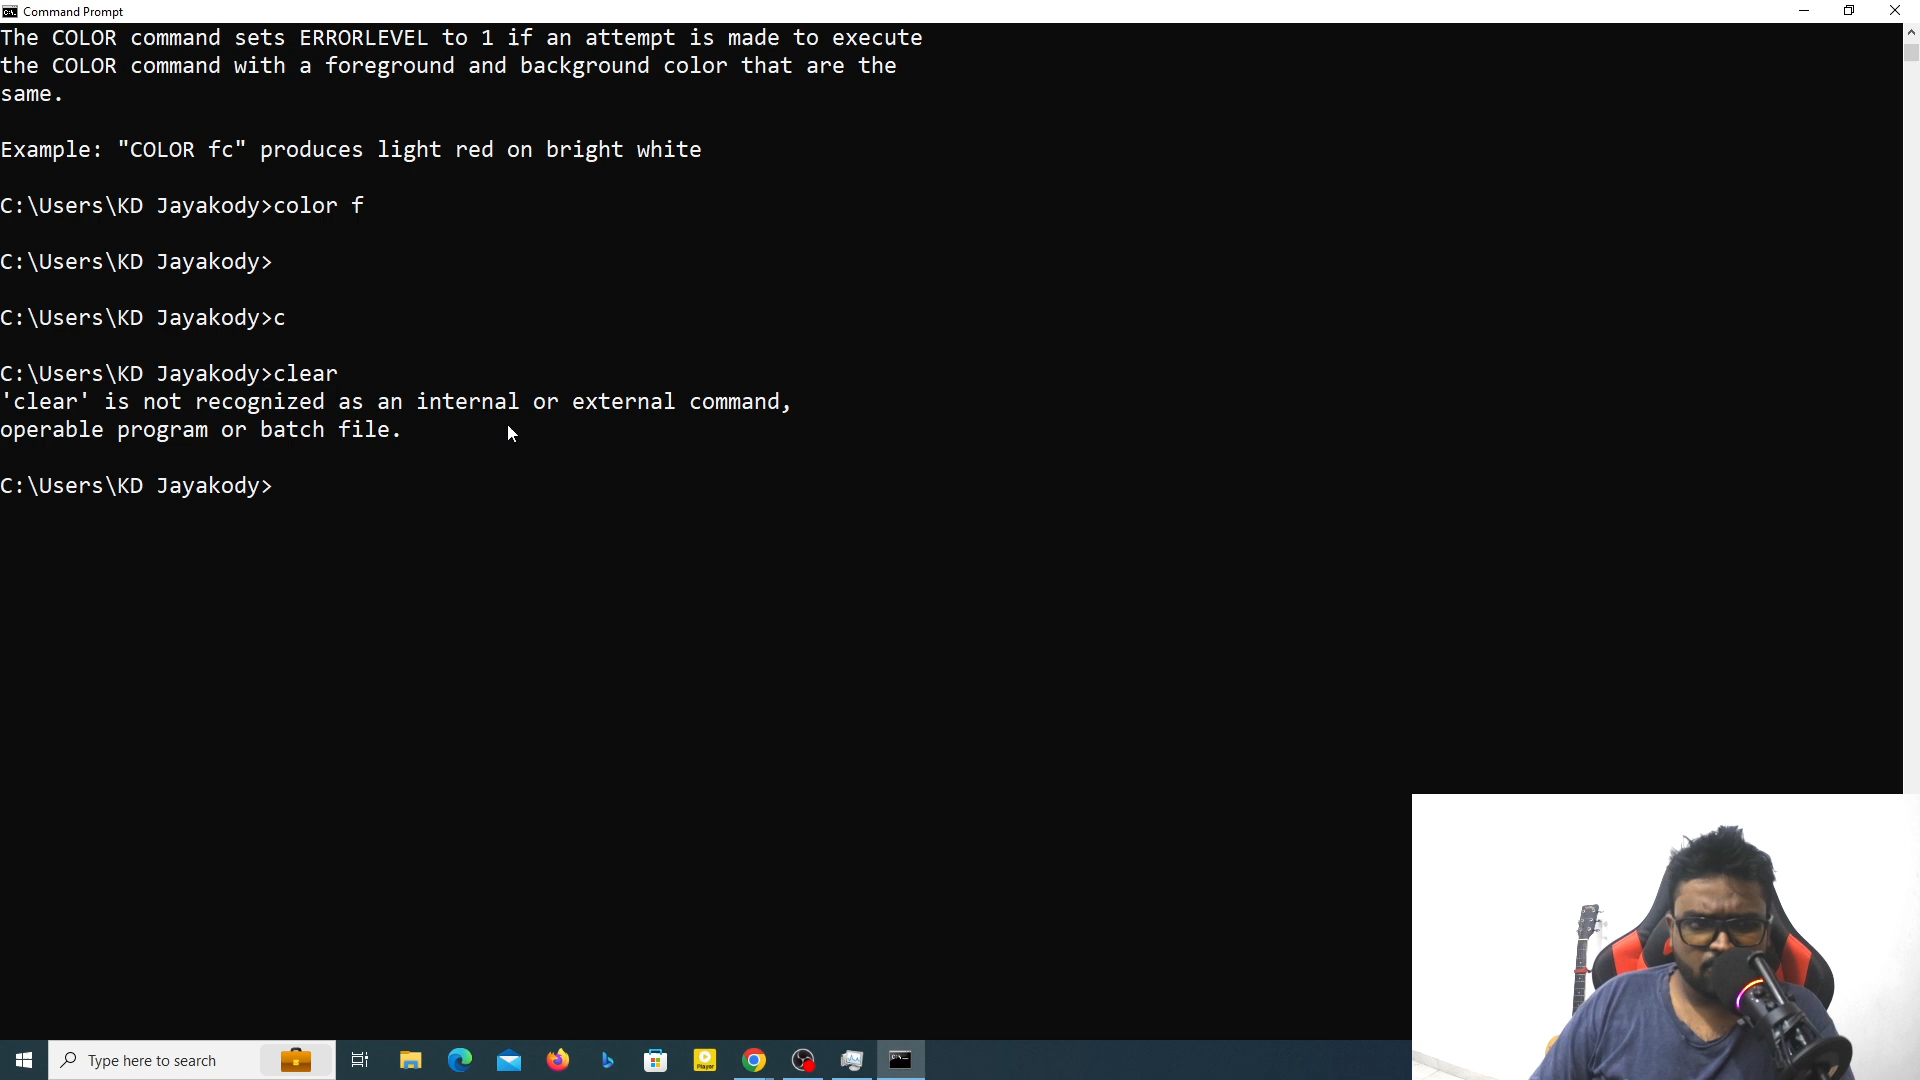 Command Prompt
The COLOR command sets ERRORLEVEL to 1 if an attempt is made to execute
the COLOR command with a foreground and background color that are the
same.
Example: "COLOR fc" produces light red on bright white
C:\Users\KD Jayakody>color f
C:\Users\KD Jayakody>
C:\Users\KD Jayakody>c
C:\Users\KD Jayakody>clear
'clear' is not recognized as an internal or external command,
operable program or batch file.
C:\Users\KD Jayakody>
Type here to search
Player